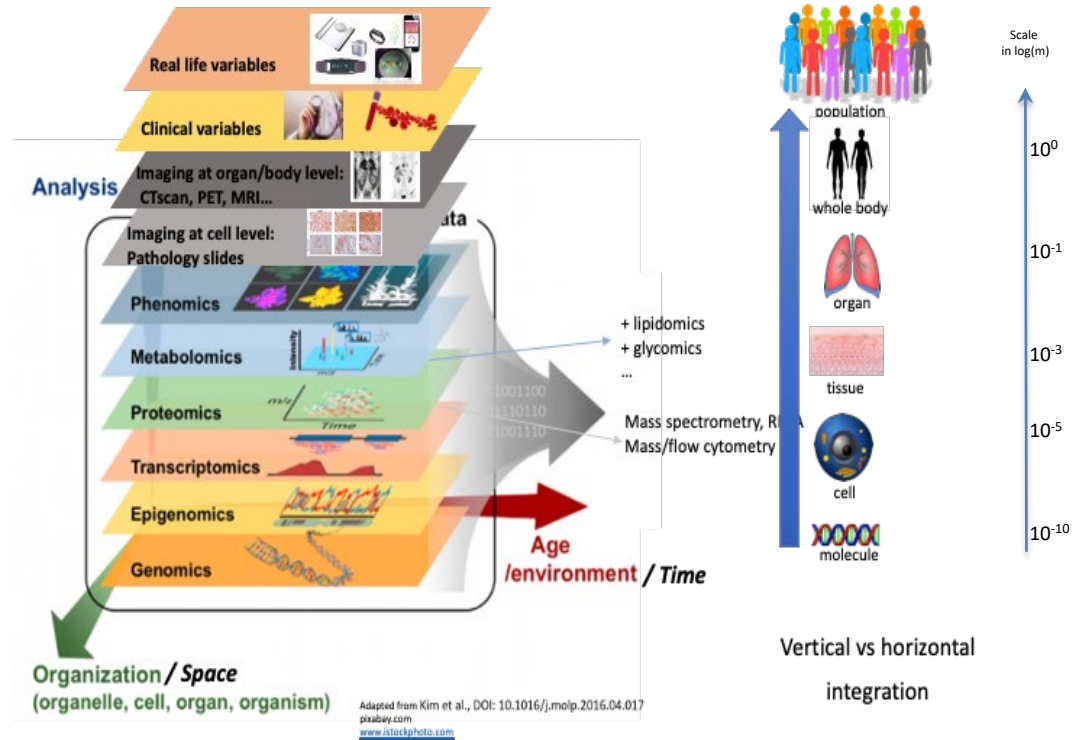 Real life variables
Clinical variables
Analysis
Imaging at organ/body level:
CTscan, PET, MRI...
Imaging at cell level:
Pathology slides
Phenomics
Metabolomics
Intensity
m/z
Proteomics
m/z
Time
Transcriptomics
Epigenomics
Genomics
+ lipidomics
+ glycomics
...
11001100
1110110
1001110
Mass spectrometry,
Mass/flow cytometry
Age
/environment / Time
Organization / Space
(organelle, cell, organ, organism)
Adapted from Kim et al., DOI: 10.1016/j.molp.2016.04.017
pixabay.com
www.istockphoto.com
population
whole body
organ
tissue
cell
molecule
Scale
in log(m)
10⁰
10⁻¹
10⁻³
10⁻⁵
10⁻¹⁰
Vertical vs horizontal
integration